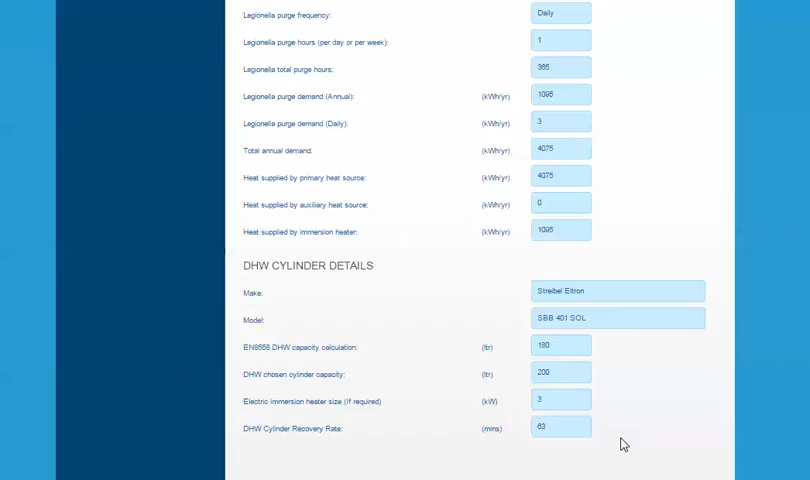 Legionella purge frequency: Daily
Legionella purge hours (per day or per week): 1
Legionella total purge hours: 365
Legionella purge demand (Annual): (kWh/yr) 1095
Legionella purge demand (Daily): (kWh/yr) 3
Total annual demand: (kWh/yr) 4075
Heat supplied by primary heat source: (kWh/yr) 4075
Heat supplied by auxiliary heat source: (kWh/yr) 0
Heat supplied by immersion heater: (kWh/yr) 1095
DHW CYLINDER DETAILS
Make: Streibel Eltron
Model: SBB 401 SOL
EN8558 DHW capacity calculation: (ltr) 180
DHW chosen cylinder capacity: (ltr) 200
Electric immersion heater size (If required) (kW) 3
DHW Cylinder Recovery Rate: (mins) 63